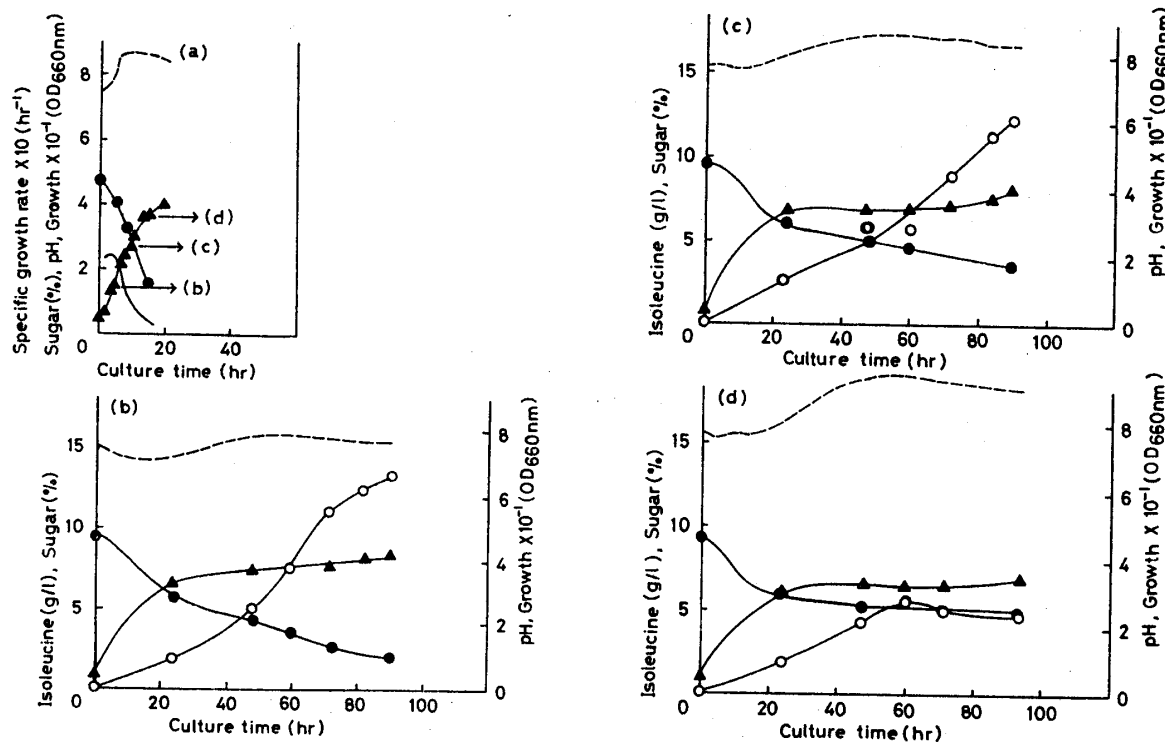 (a)
Specific growth rate X 10 (hr⁻¹)
Sugar(%), pH, Growth X 10⁻¹ (OD660nm)
8
6
4
2
0
(d)
(c)
(b)
0 20 40
Culture time (hr)
(b)
Isoleucine (g/l), Sugar(%)
15
10
5
0
20 40 60 80 100
Culture time (hr)
8
6
4
2
0
pH, Growth X10⁻¹(OD660nm)
(c)
Isoleucine (g/l), Sugar(%)
15
10
5
0
20 40 60 80 100
Culture time (hr)
8
6
4
2
0
pH, Growth X 10⁻¹ (OD660nm)
(d)
Isoleucine (g/l), Sugar(%)
15
10
5
0
20 40 60 80 100
Culture time (hr)
8
6
4
2
0
pH, Growth X 10⁻¹ (OD660nm)